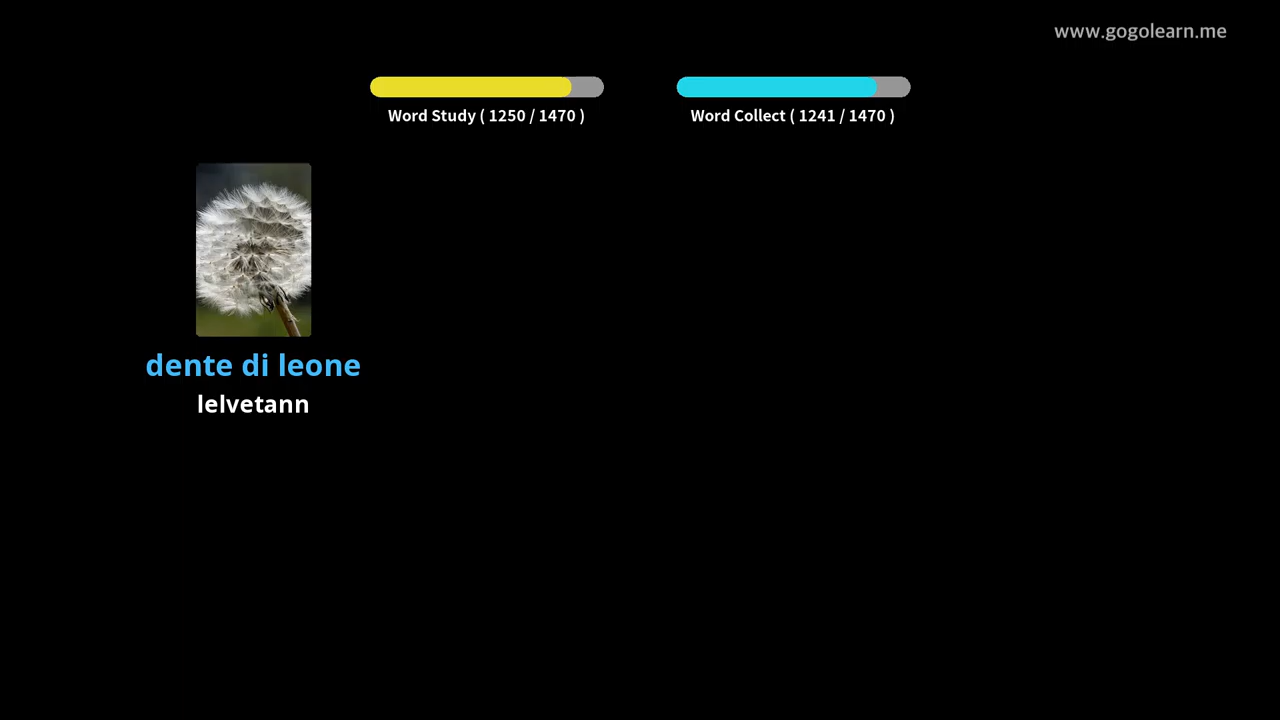 www.gogolearn.me
Word Study ( 1250 / 1470 )
Word Collect ( 1241 / 1470 )
dente di leone
lelvetann